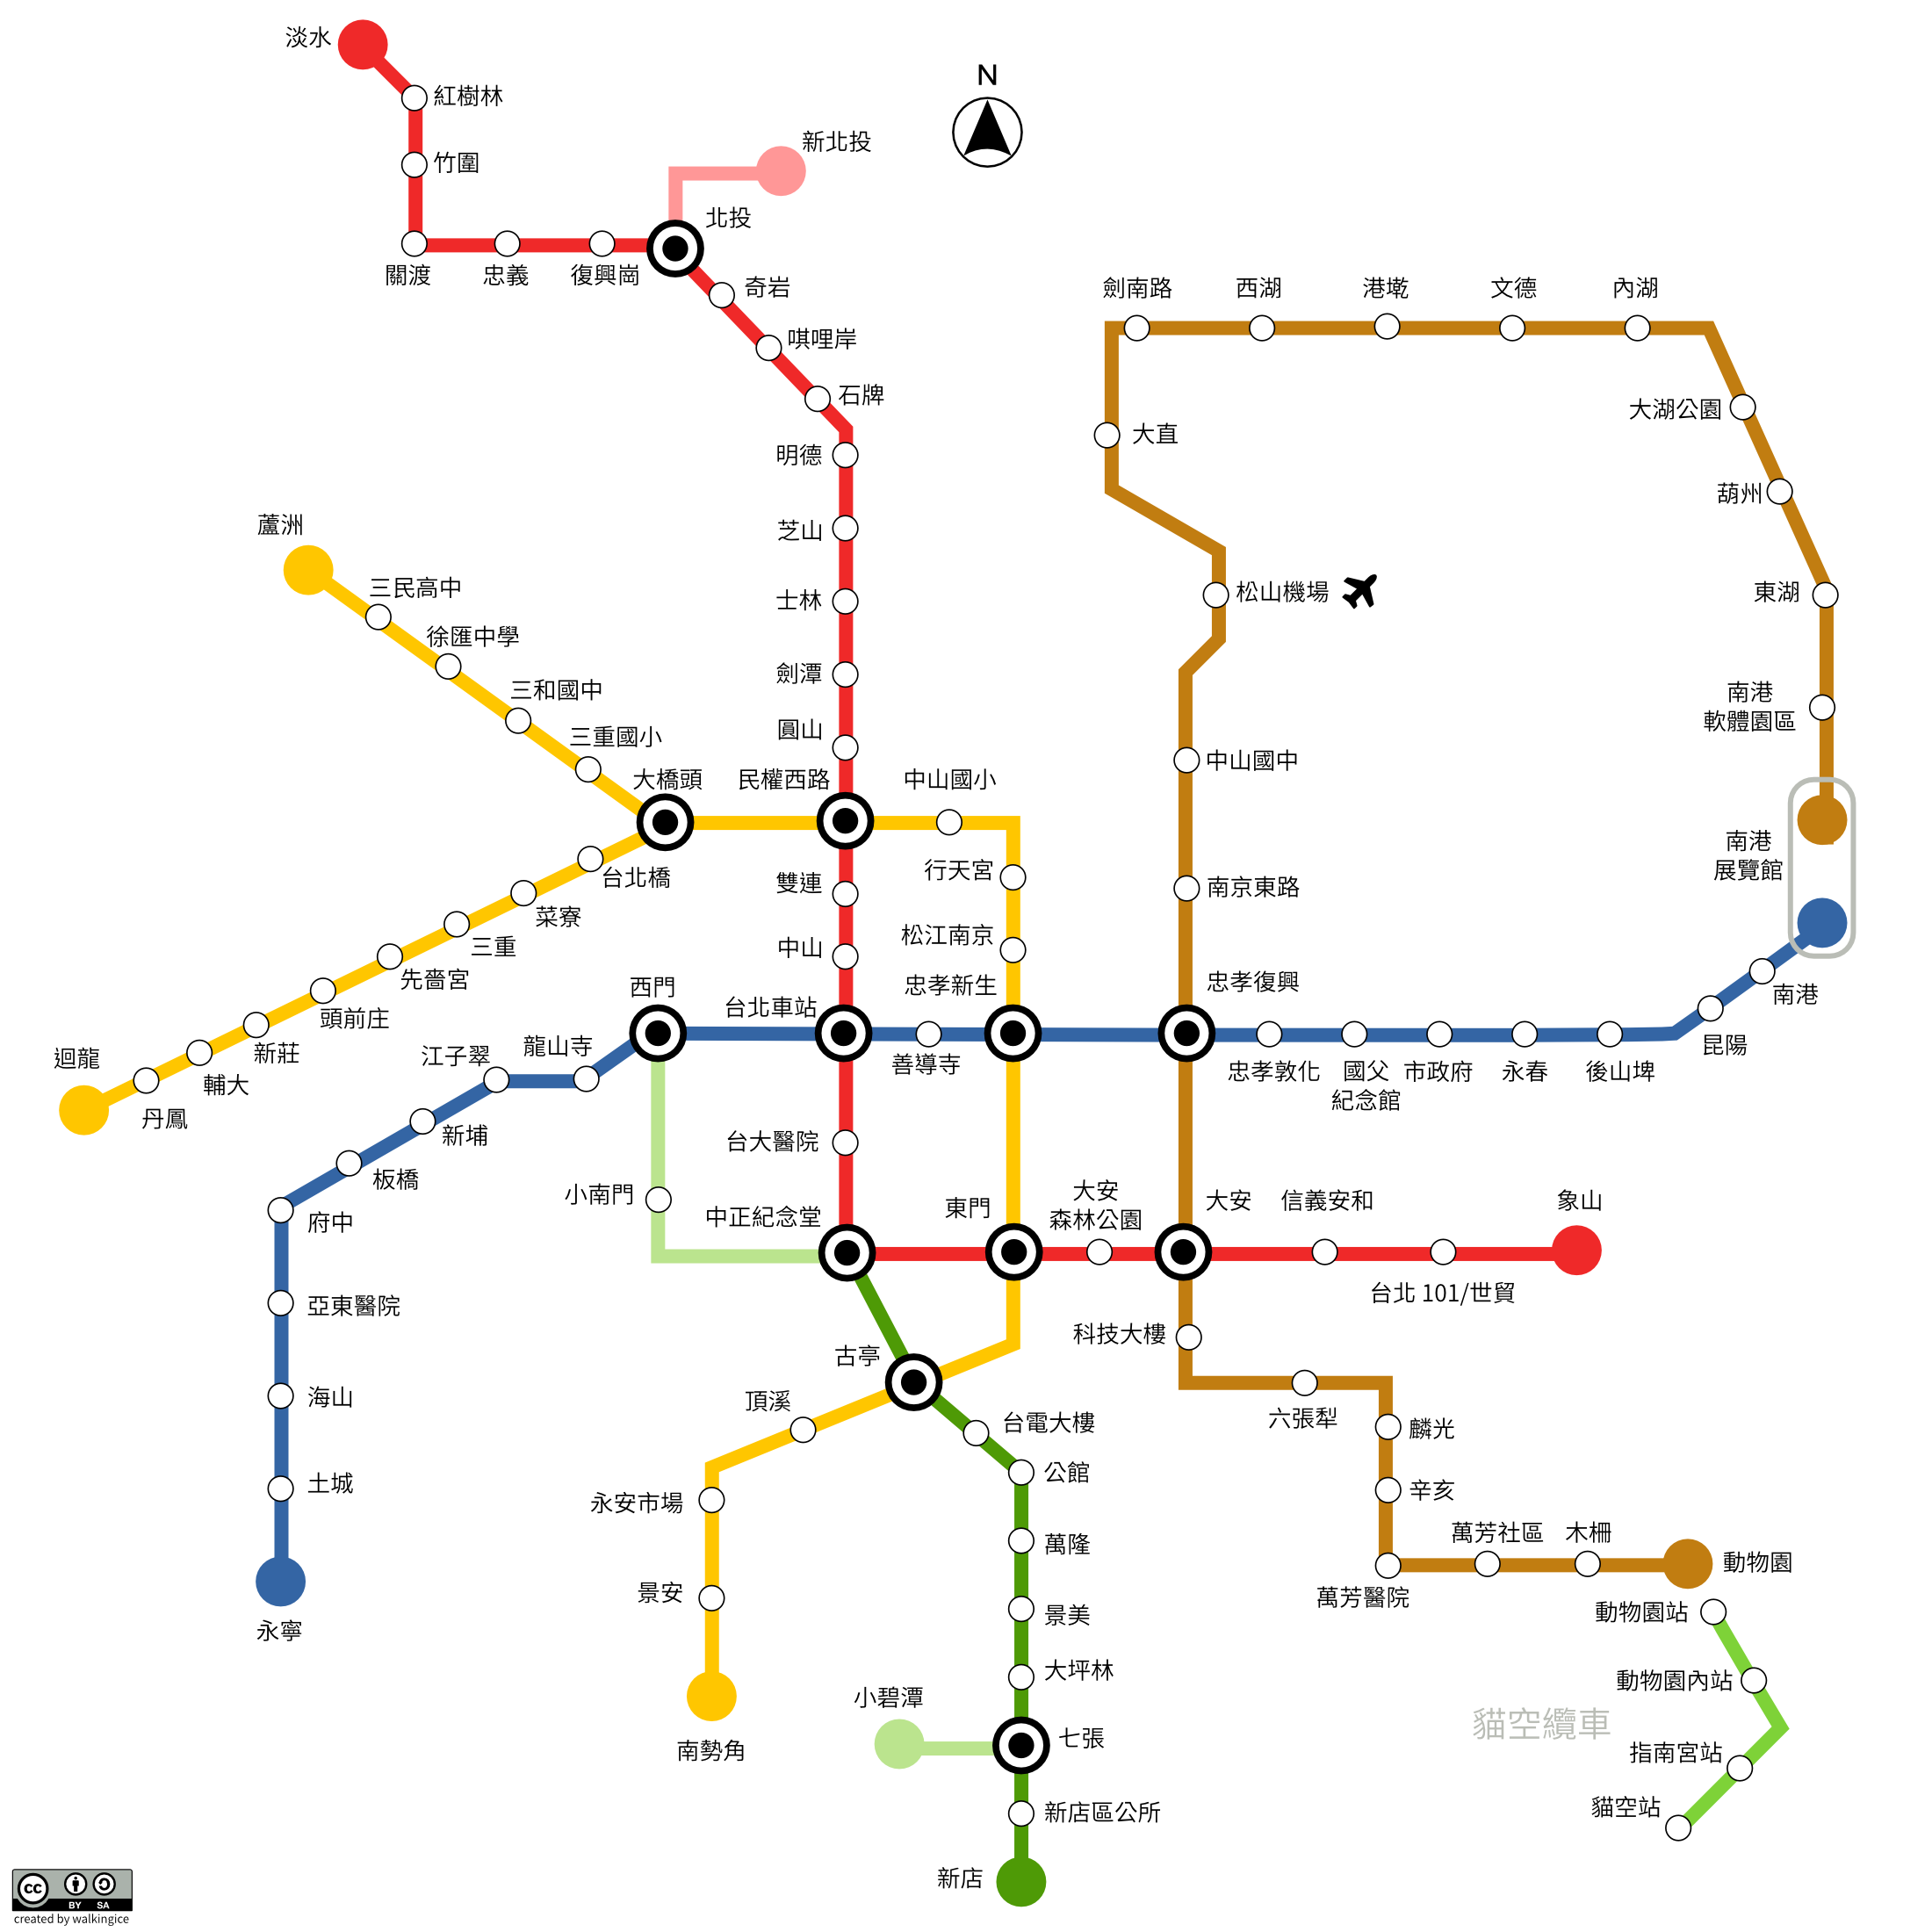 淡水
N
紅樹林
新北投
竹圍
北投
關渡
忠義
復興崗
奇岩
劍南路
西湖
港墘
文德
內湖
唭哩岸
石牌
大湖公園
大直
明德
葫州
蘆洲
芝山
三民高中
松山機場
東湖
士林
徐匯中學
劍潭
三和國中
南港
軟體園區
圓山
三重國小
中山國中
大橋頭
民權西路
中山國小
南港
展覽館
行天宮
台北橋
雙連
南京東路
菜寮
松江南京
三重
中山
先嗇宮
忠孝新生
忠孝復興
西門
南港
台北車站
頭前庄
昆陽
龍山寺
新莊
江子翠
迴龍
善導寺
忠孝敦化
國父
紀念館
市政府
永春
後山埤
輔大
丹鳳
新埔
台大醫院
板橋
小南門
大安
森林公園
大安
信義安和
象山
東門
中正紀念堂
府中
台北 101/世貿
亞東醫院
科技大樓
古亭
海山
頂溪
六張犁
台電大樓
麟光
公館
土城
辛亥
永安市場
萬芳社區
木柵
萬隆
動物園
景安
萬芳醫院
動物園站
景美
永寧
大坪林
動物園內站
小碧潭
貓空纜車
七張
南勢角
指南宮站
貓空站
新店區公所
新店
cc
BY SA
created by walkingice